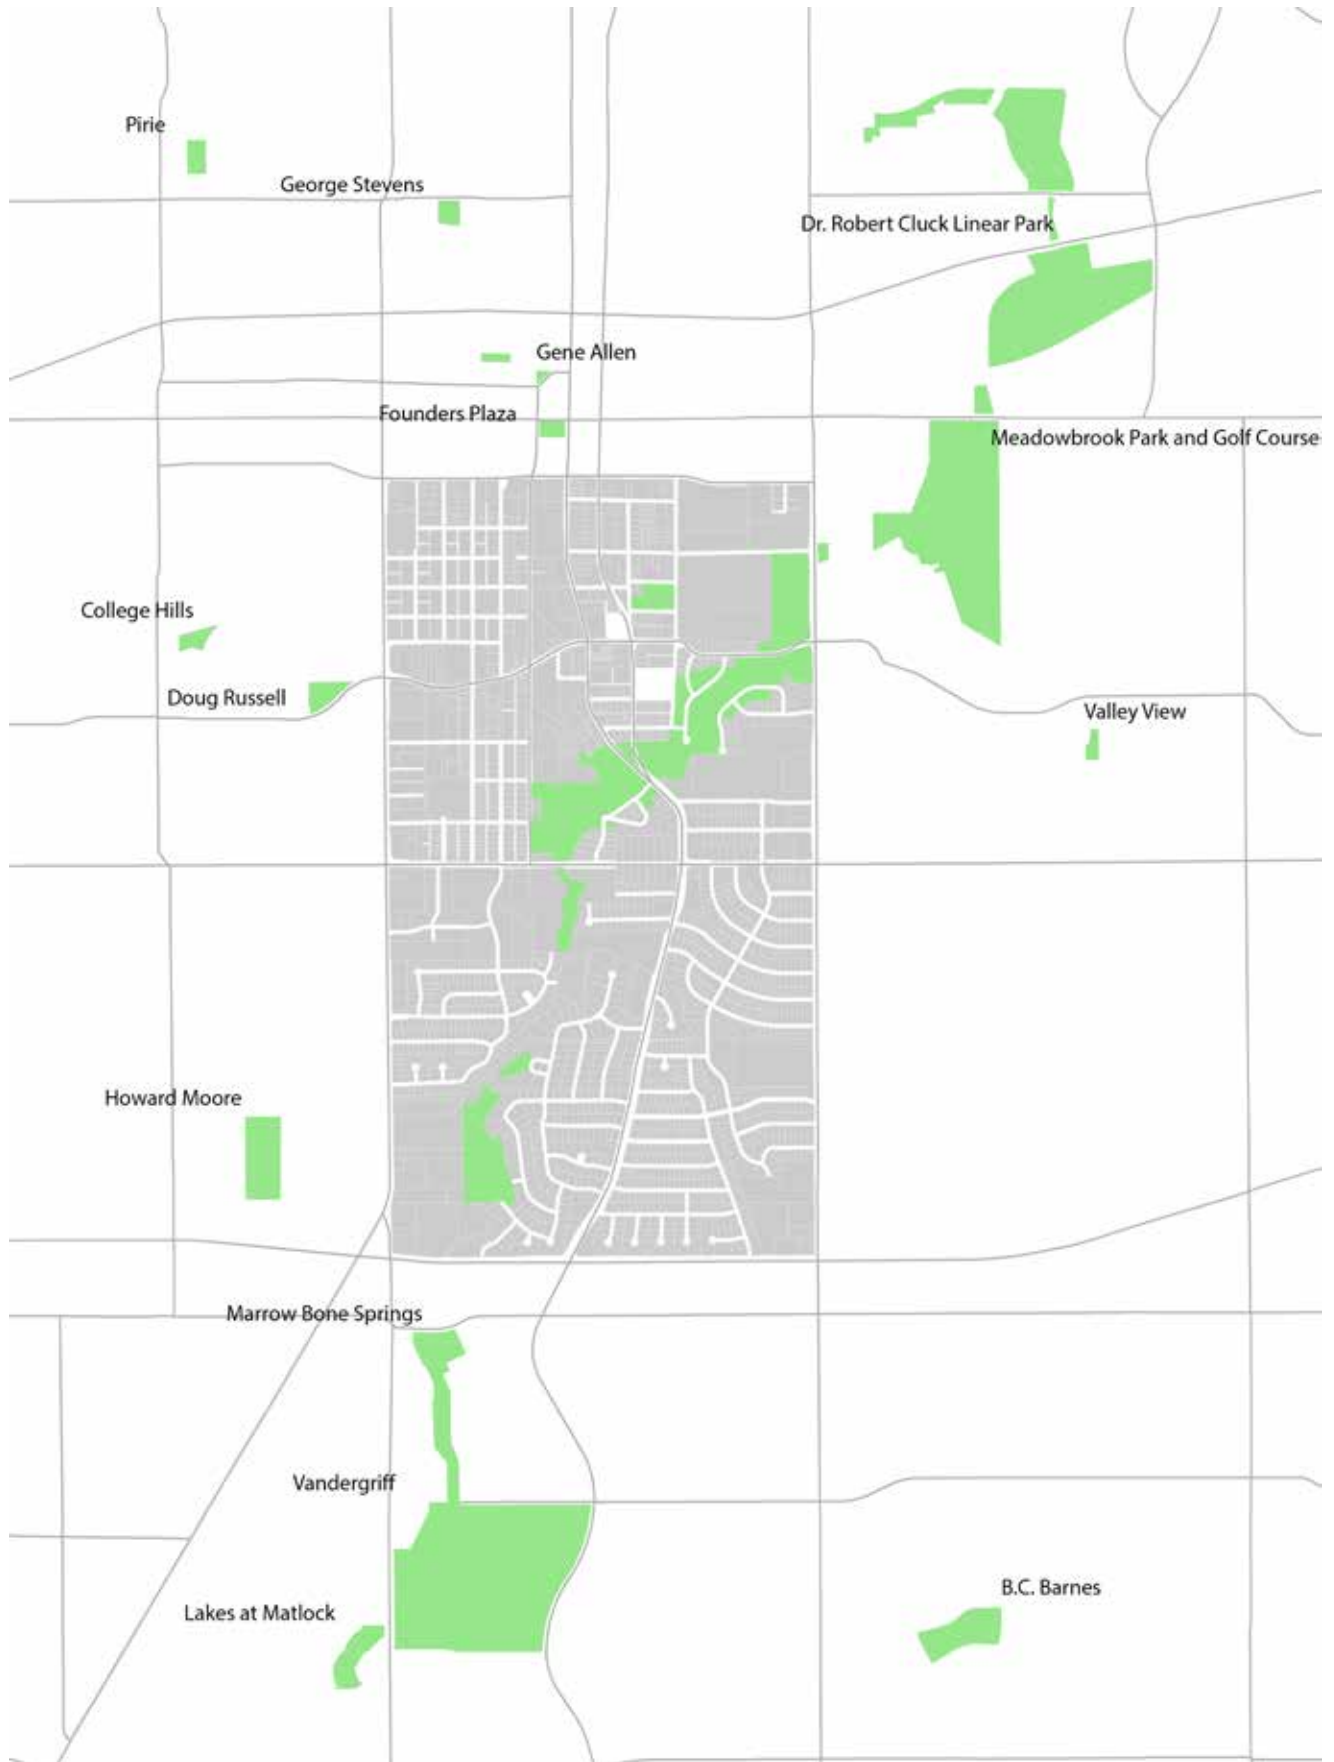 Pirie
George Stevens
Dr. Robert Cluck Linear Park
Gene Allen
Founders Plaza
Meadowbrook Park and Golf Course
College Hills
Doug Russell
Valley View
Howard Moore
Marrow Bone Springs
Vandergriff
B.C. Barnes
Lakes at Matlock